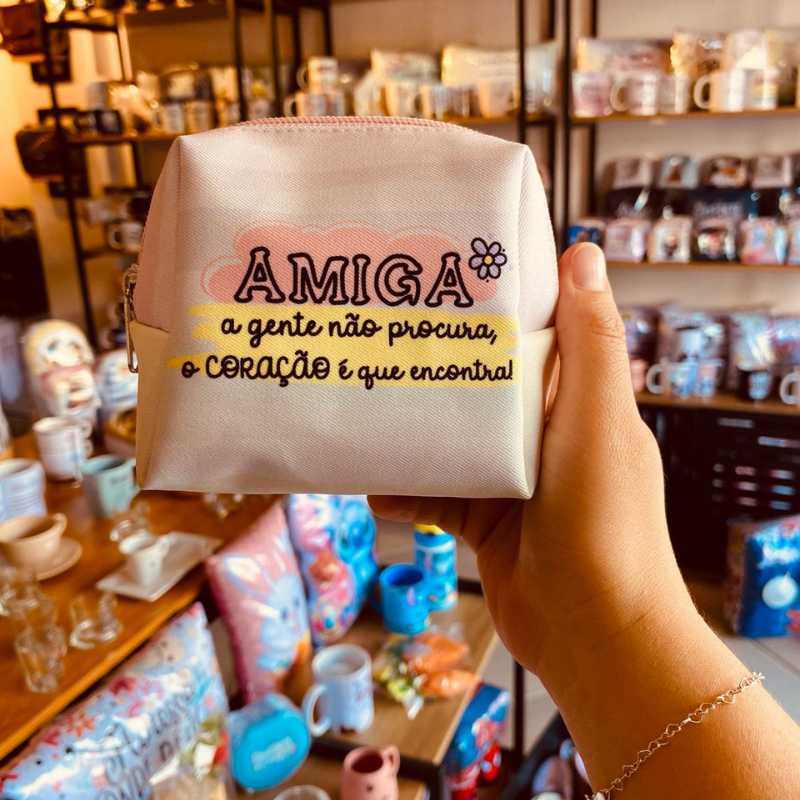 AMIGA
a gente não procura,
o CORAÇÃO é que encontra!